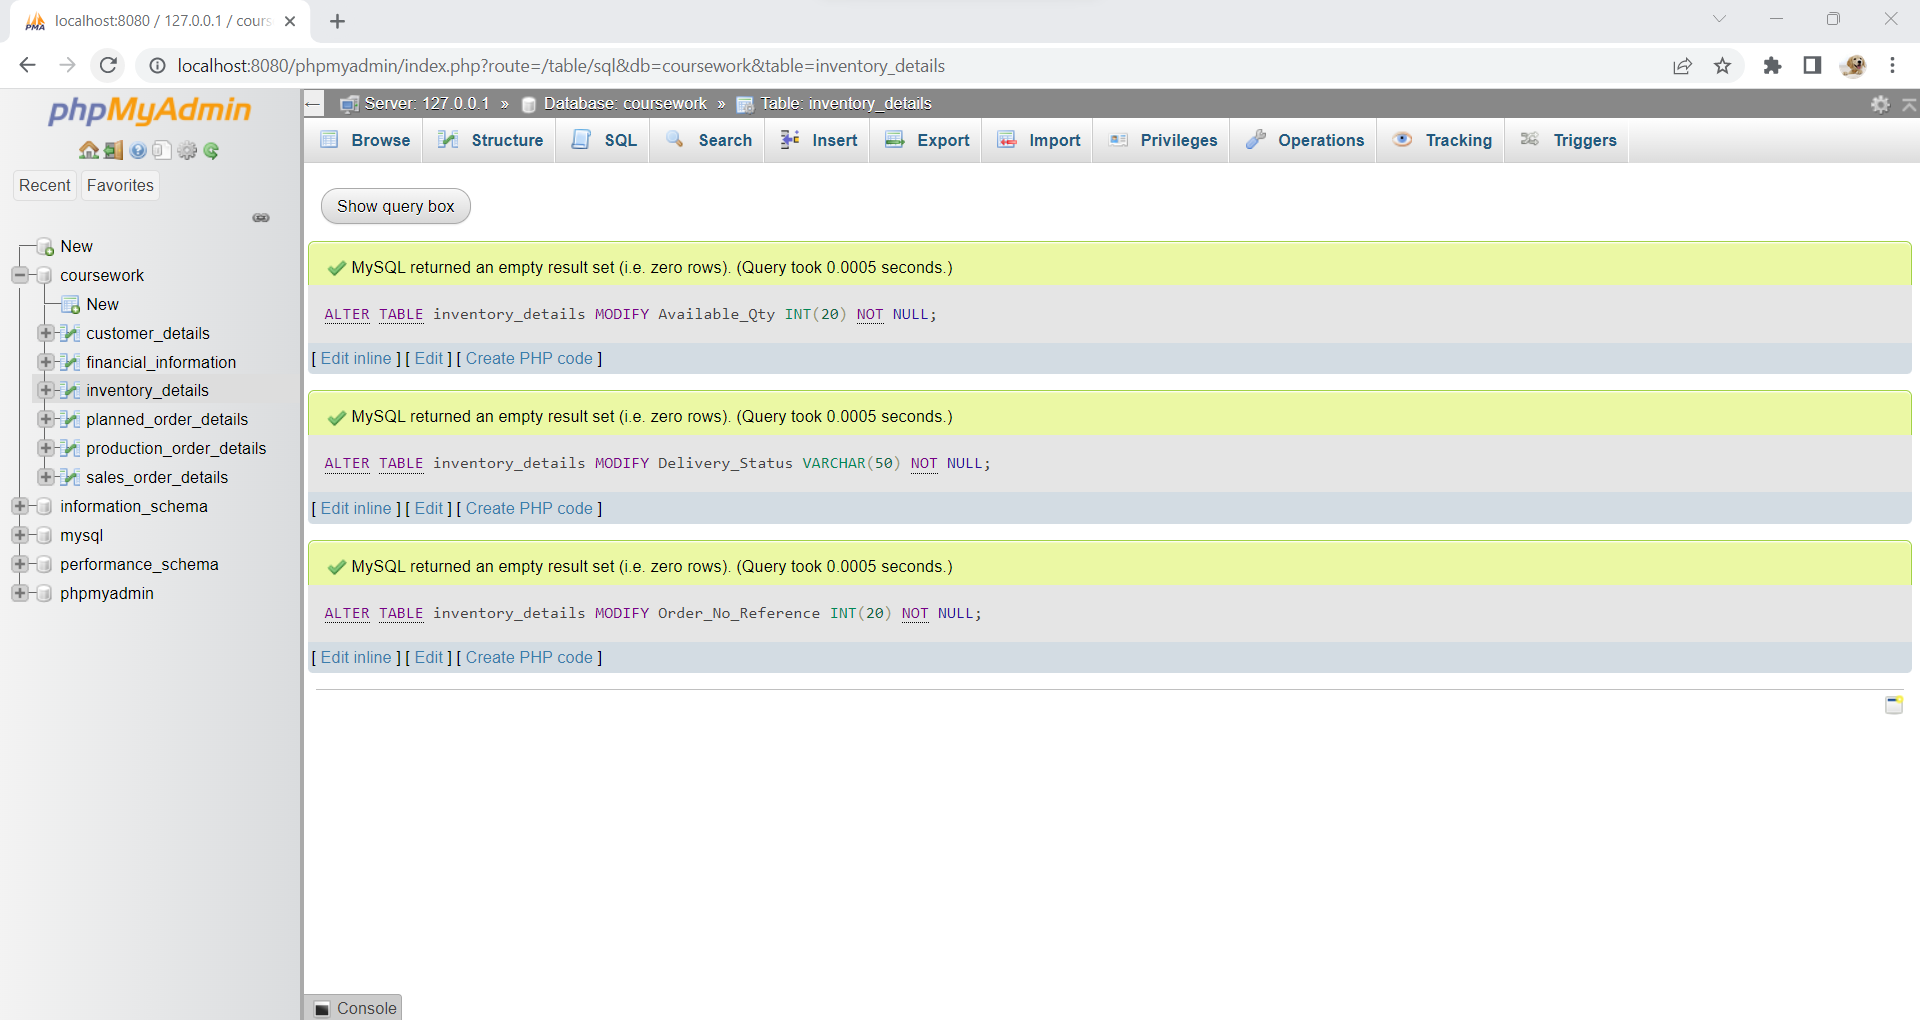 localhost:8080 / 127.0.0.1 / cours
localhost:8080/phpmyadmin/index.php?route=/table/sql&db=coursework&table=inventory_details
phpMyAdmin
Recent Favorites
New
coursework
New
customer_details
financial_information
inventory_details
planned_order_details
production_order_details
sales_order_details
information_schema
mysql
performance_schema
phpmyadmin
Server: 127.0.0.1 » Database: coursework » Table: inventory_details
Browse Structure SQL Search Insert Export Import Privileges Operations Tracking Triggers
Show query box
MySQL returned an empty result set (i.e. zero rows). (Query took 0.0005 seconds.)
ALTER TABLE inventory_details MODIFY Available_Qty INT(20) NOT NULL;
[ Edit inline ] [ Edit ] [ Create PHP code ]
MySQL returned an empty result set (i.e. zero rows). (Query took 0.0005 seconds.)
ALTER TABLE inventory_details MODIFY Delivery_Status VARCHAR(50) NOT NULL;
[ Edit inline ] [ Edit ] [ Create PHP code ]
MySQL returned an empty result set (i.e. zero rows). (Query took 0.0005 seconds.)
ALTER TABLE inventory_details MODIFY Order_No_Reference INT(20) NOT NULL;
[ Edit inline ] [ Edit ] [ Create PHP code ]
Console